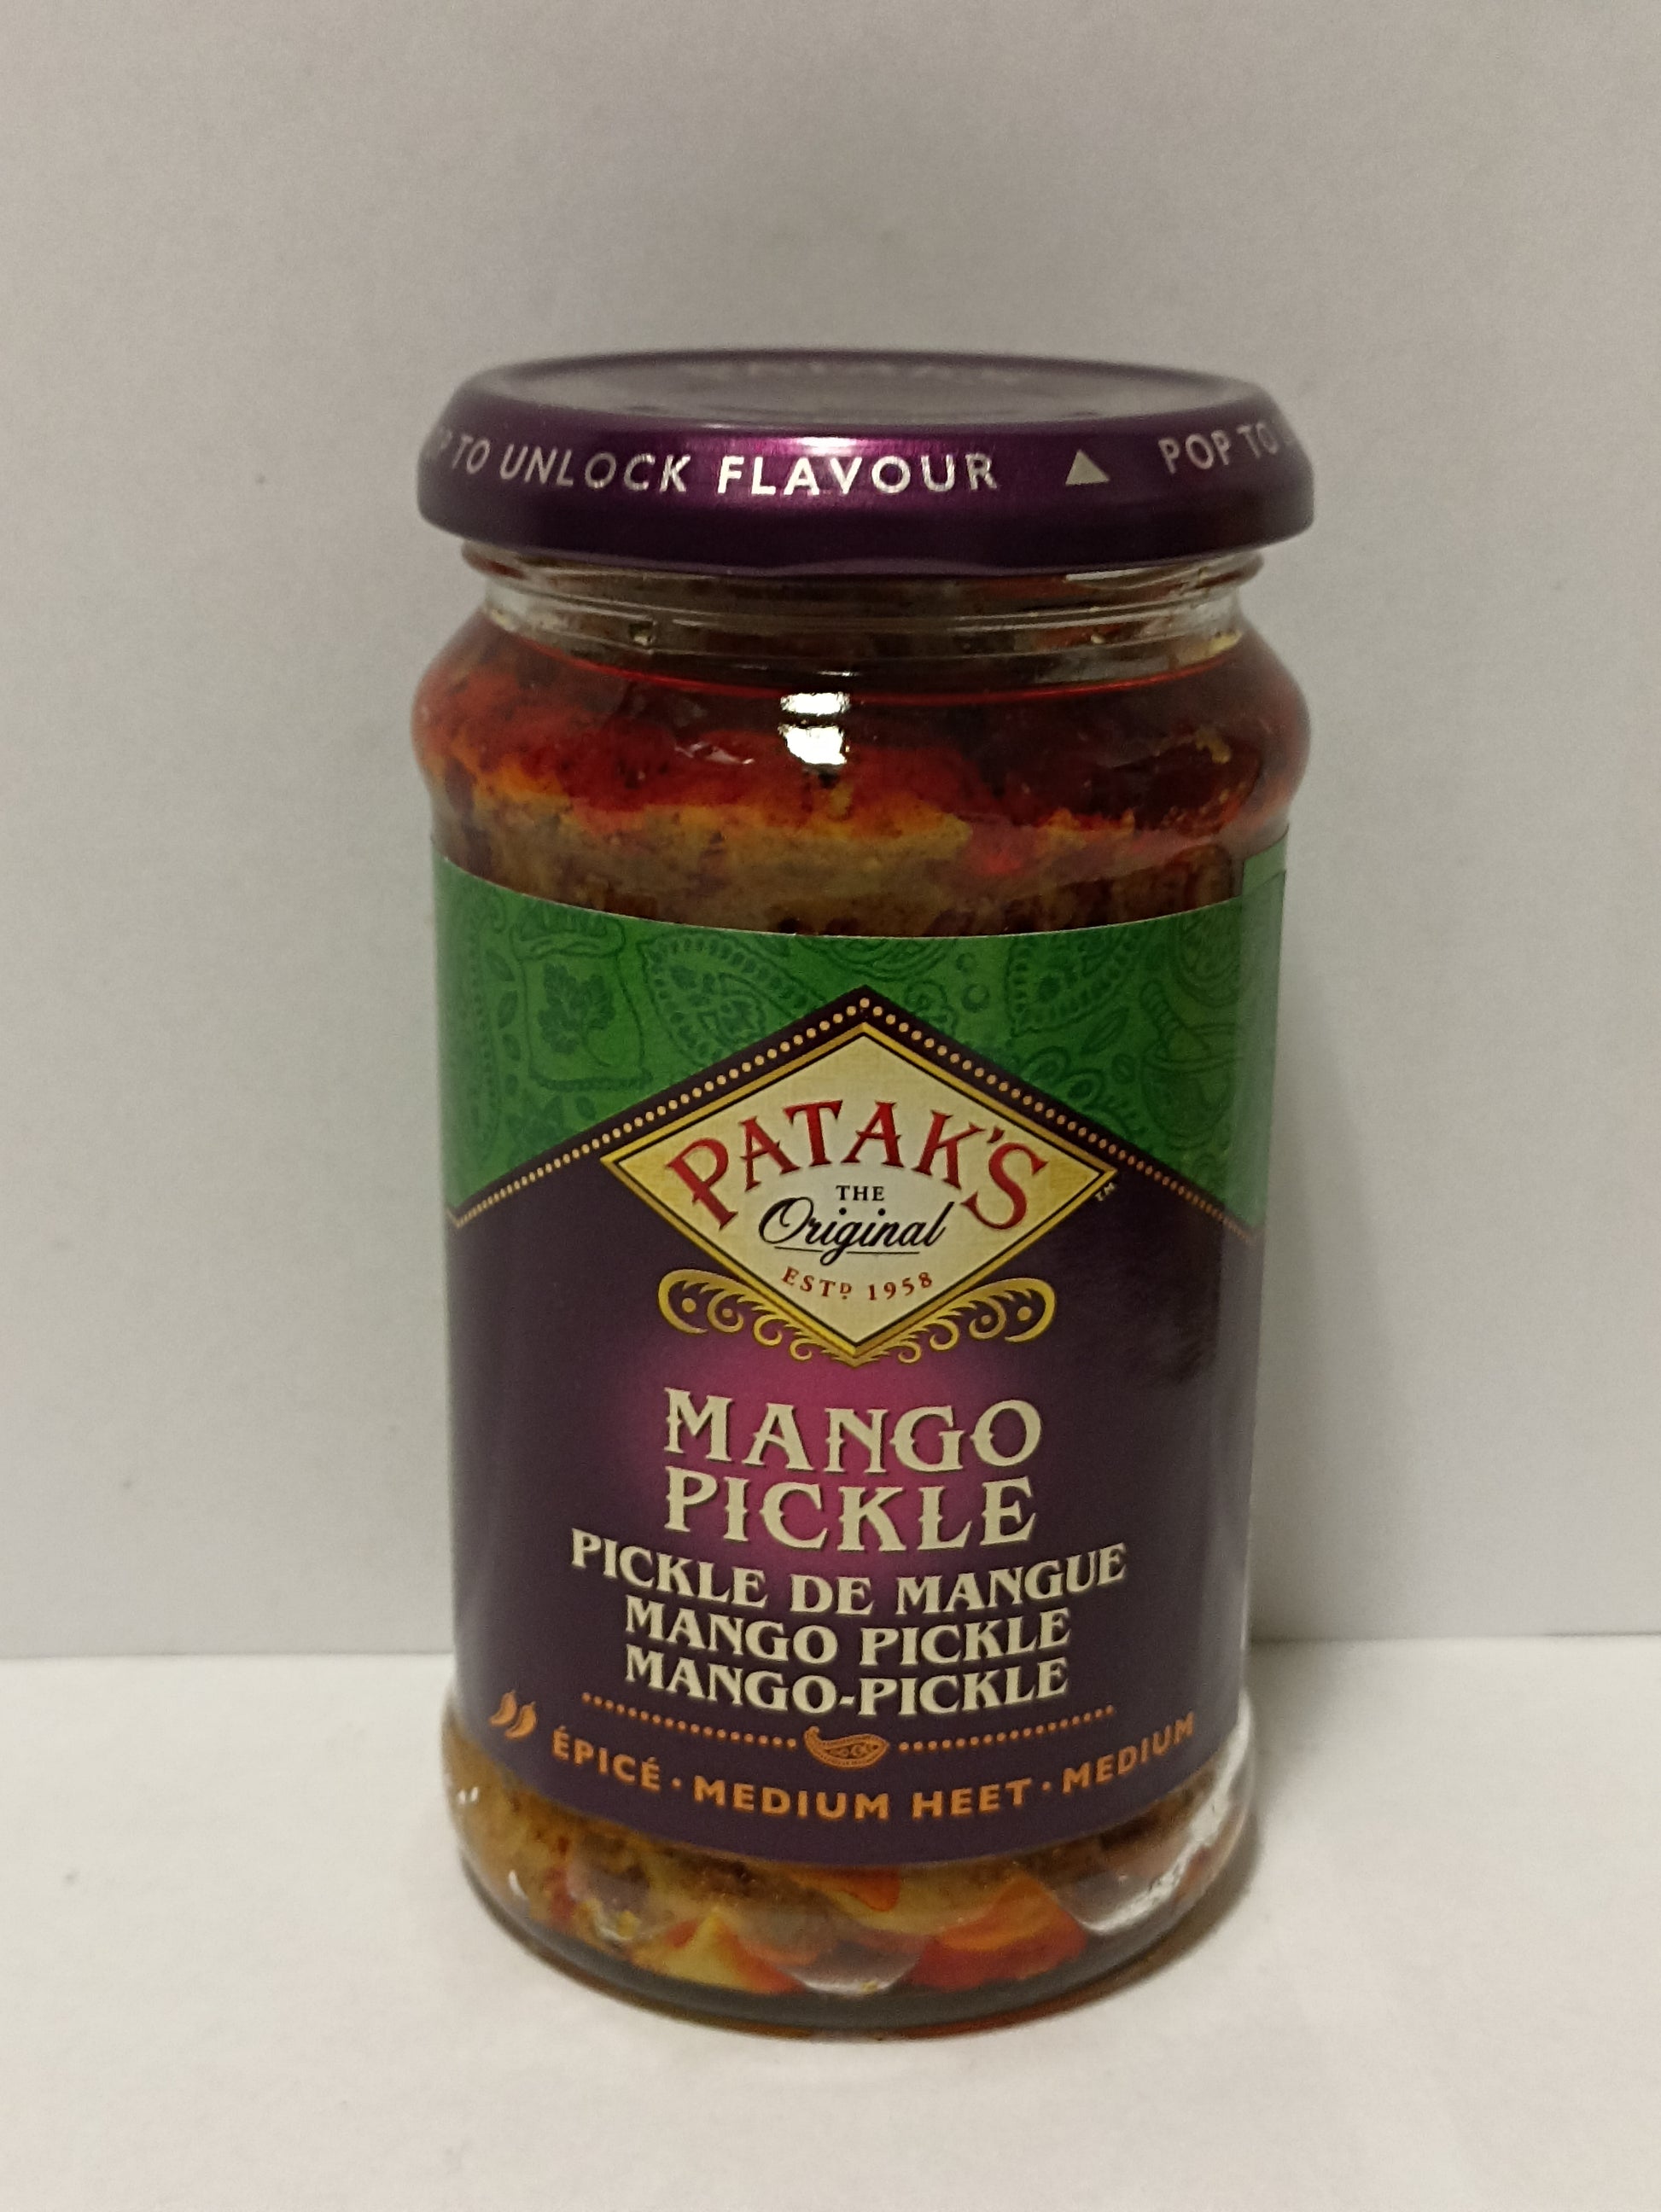 TO UNLOCK FLAVOUR ▲ POP TO
PATAK'S
THE
Original
ESTD 1958
TM
MANGO
PICKLE
PICKLE DE MANGUE
MANGO PICKLE
MANGO-PICKLE
ÉPICÉ · MEDIUM HEET · MEDIUM